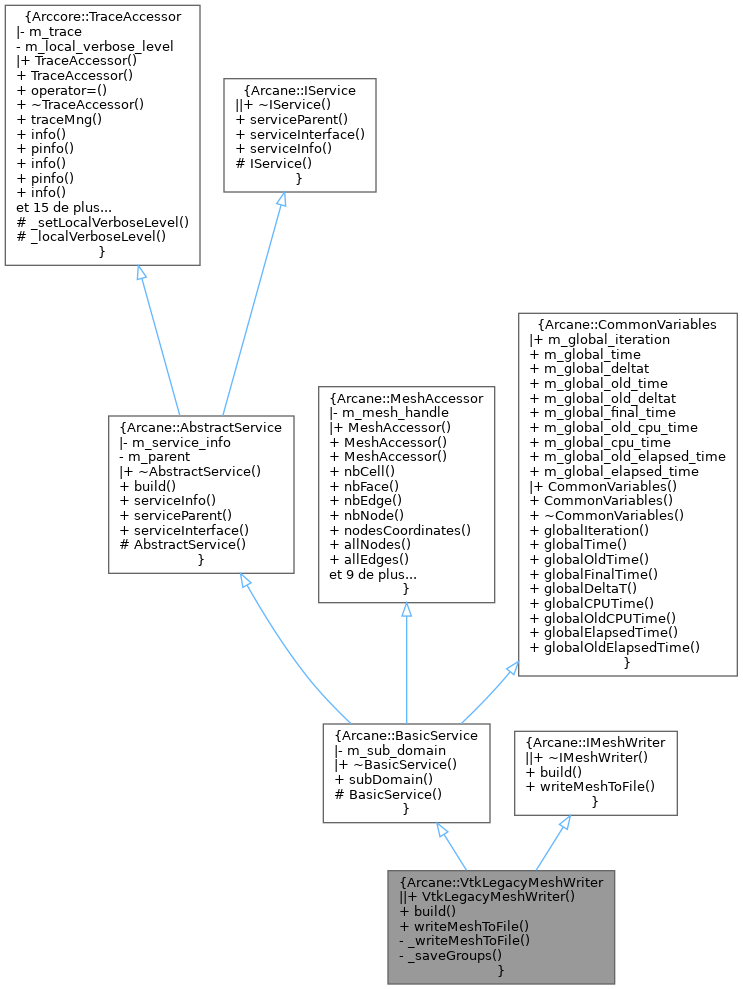 {Arccore::TraceAccessor
|- m_trace
- m_local_verbose_level
|+ TraceAccessor()
+ TraceAccessor()
+ operator=()
+ ~TraceAccessor()
+ traceMng()
+ info()
+ pinfo()
+ info()
+ pinfo()
+ info()
et 15 de plus...
# _setLocalVerboseLevel()
# _localVerboseLevel()
}
{Arcane::IService
||+ ~IService()
+ serviceParent()
+ serviceInterface()
+ serviceInfo()
# IService()
}
{Arcane::AbstractService
|- m_service_info
- m_parent
|+ ~AbstractService()
+ build()
+ serviceInfo()
+ serviceParent()
+ serviceInterface()
# AbstractService()
}
{Arcane::MeshAccessor
|- m_mesh_handle
|+ MeshAccessor()
+ MeshAccessor()
+ MeshAccessor()
+ nbCell()
+ nbFace()
+ nbEdge()
+ nbNode()
+ nodesCoordinates()
+ allNodes()
+ allEdges()
et 9 de plus...
}
{Arcane::CommonVariables
|+ m_global_iteration
+ m_global_time
+ m_global_deltat
+ m_global_old_time
+ m_global_old_deltat
+ m_global_final_time
+ m_global_old_cpu_time
+ m_global_cpu_time
+ m_global_old_elapsed_time
+ m_global_elapsed_time
|+ CommonVariables()
+ CommonVariables()
+ ~CommonVariables()
+ globalIteration()
+ globalTime()
+ globalOldTime()
+ globalFinalTime()
+ globalDeltaT()
+ globalCPUTime()
+ globalOldCPUTime()
+ globalElapsedTime()
+ globalOldElapsedTime()
}
{Arcane::BasicService
|- m_sub_domain
|+ ~BasicService()
+ subDomain()
# BasicService()
}
{Arcane::IMeshWriter
||+ ~IMeshWriter()
+ build()
+ writeMeshToFile()
}
{Arcane::VtkLegacyMeshWriter
||+ VtkLegacyMeshWriter()
+ build()
+ writeMeshToFile()
- _writeMeshToFile()
- _saveGroups()
}